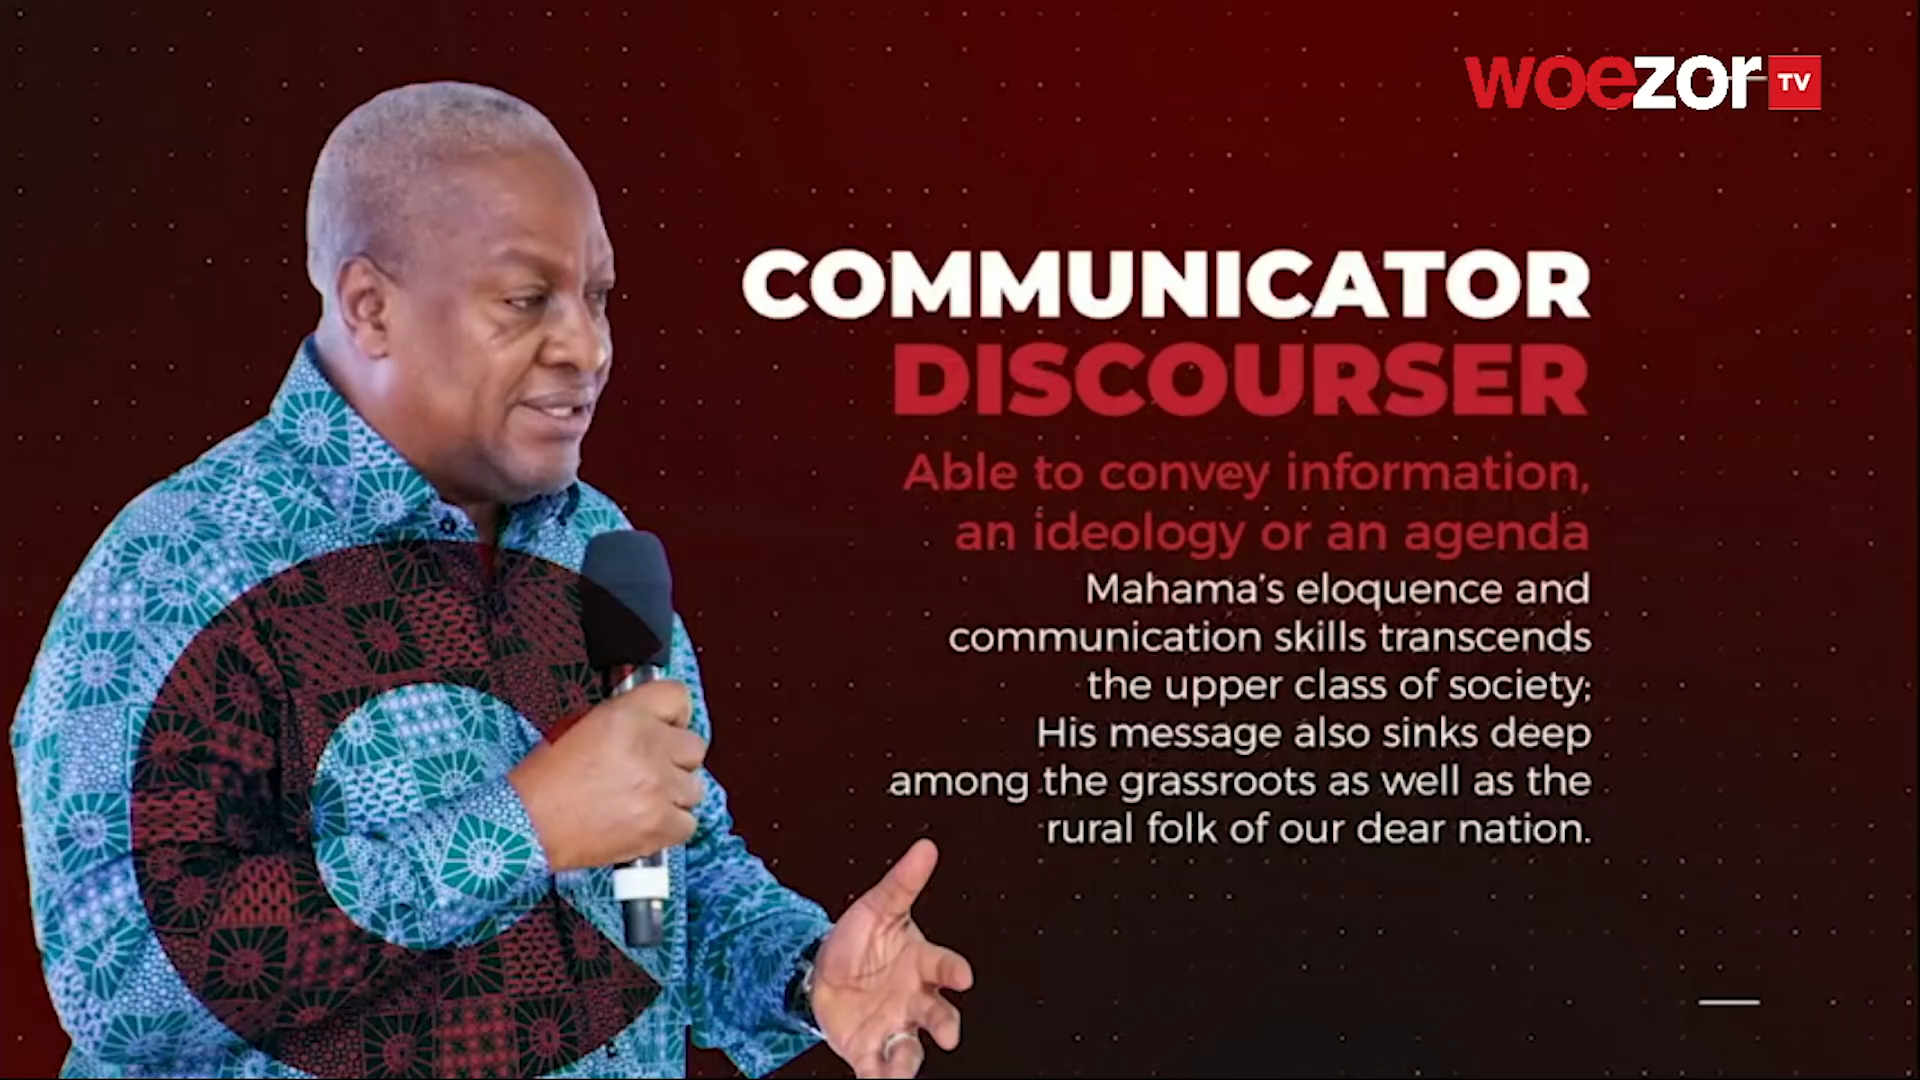 woezor TV
COMMUNICATOR
DISCOURSER
Able to convey information,
an ideology or an agenda
Mahama's eloquence and
communication skills transcends
the upper class of society;
His message also sinks deep
among the grassroots as well as the
rural folk of our dear nation.
C